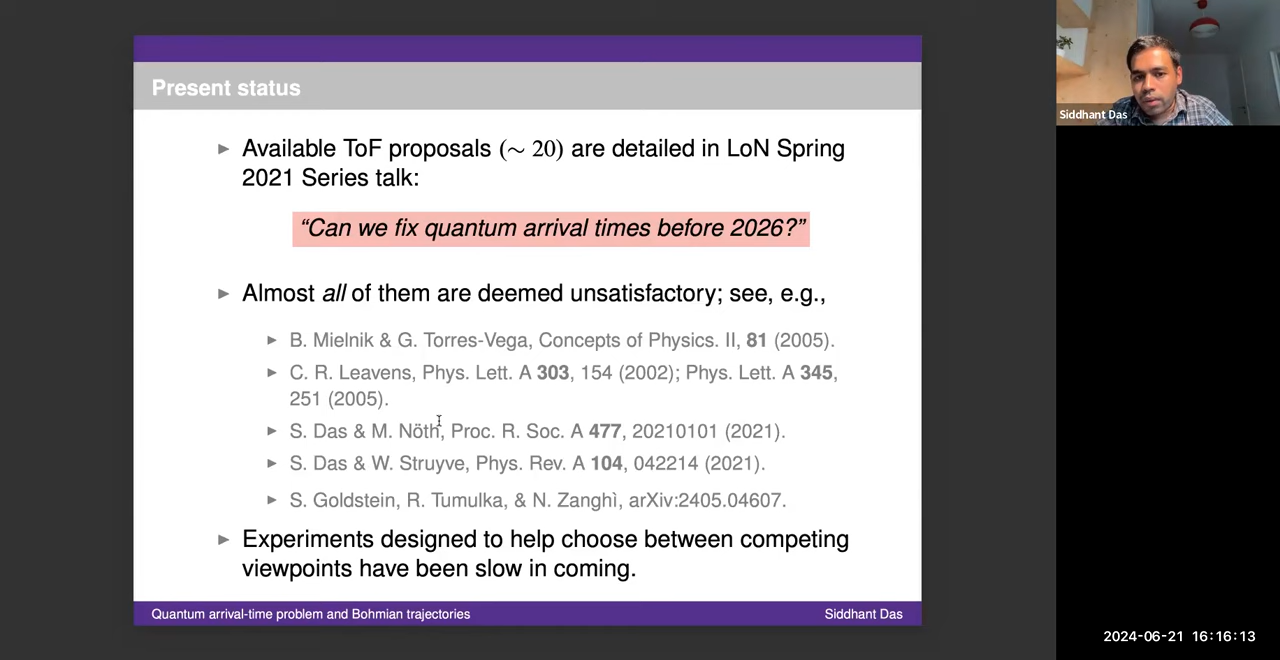 Present status
Available ToF proposals (∼ 20) are detailed in LoN Spring
2021 Series talk:
“Can we fix quantum arrival times before 2026?”
Almost all of them are deemed unsatisfactory; see, e.g.,
B. Mielnik & G. Torres-Vega, Concepts of Physics. II, 81 (2005).
C. R. Leavens, Phys. Lett. A 303, 154 (2002); Phys. Lett. A 345,
251 (2005).
S. Das & M. Nöth, Proc. R. Soc. A 477, 20210101 (2021).
S. Das & W. Struyve, Phys. Rev. A 104, 042214 (2021).
S. Goldstein, R. Tumulka, & N. Zanghì, arXiv:2405.04607.
Experiments designed to help choose between competing
viewpoints have been slow in coming.
Quantum arrival-time problem and Bohmian trajectories
Siddhant Das
Siddhant Das
2024-06-21 16:16:13